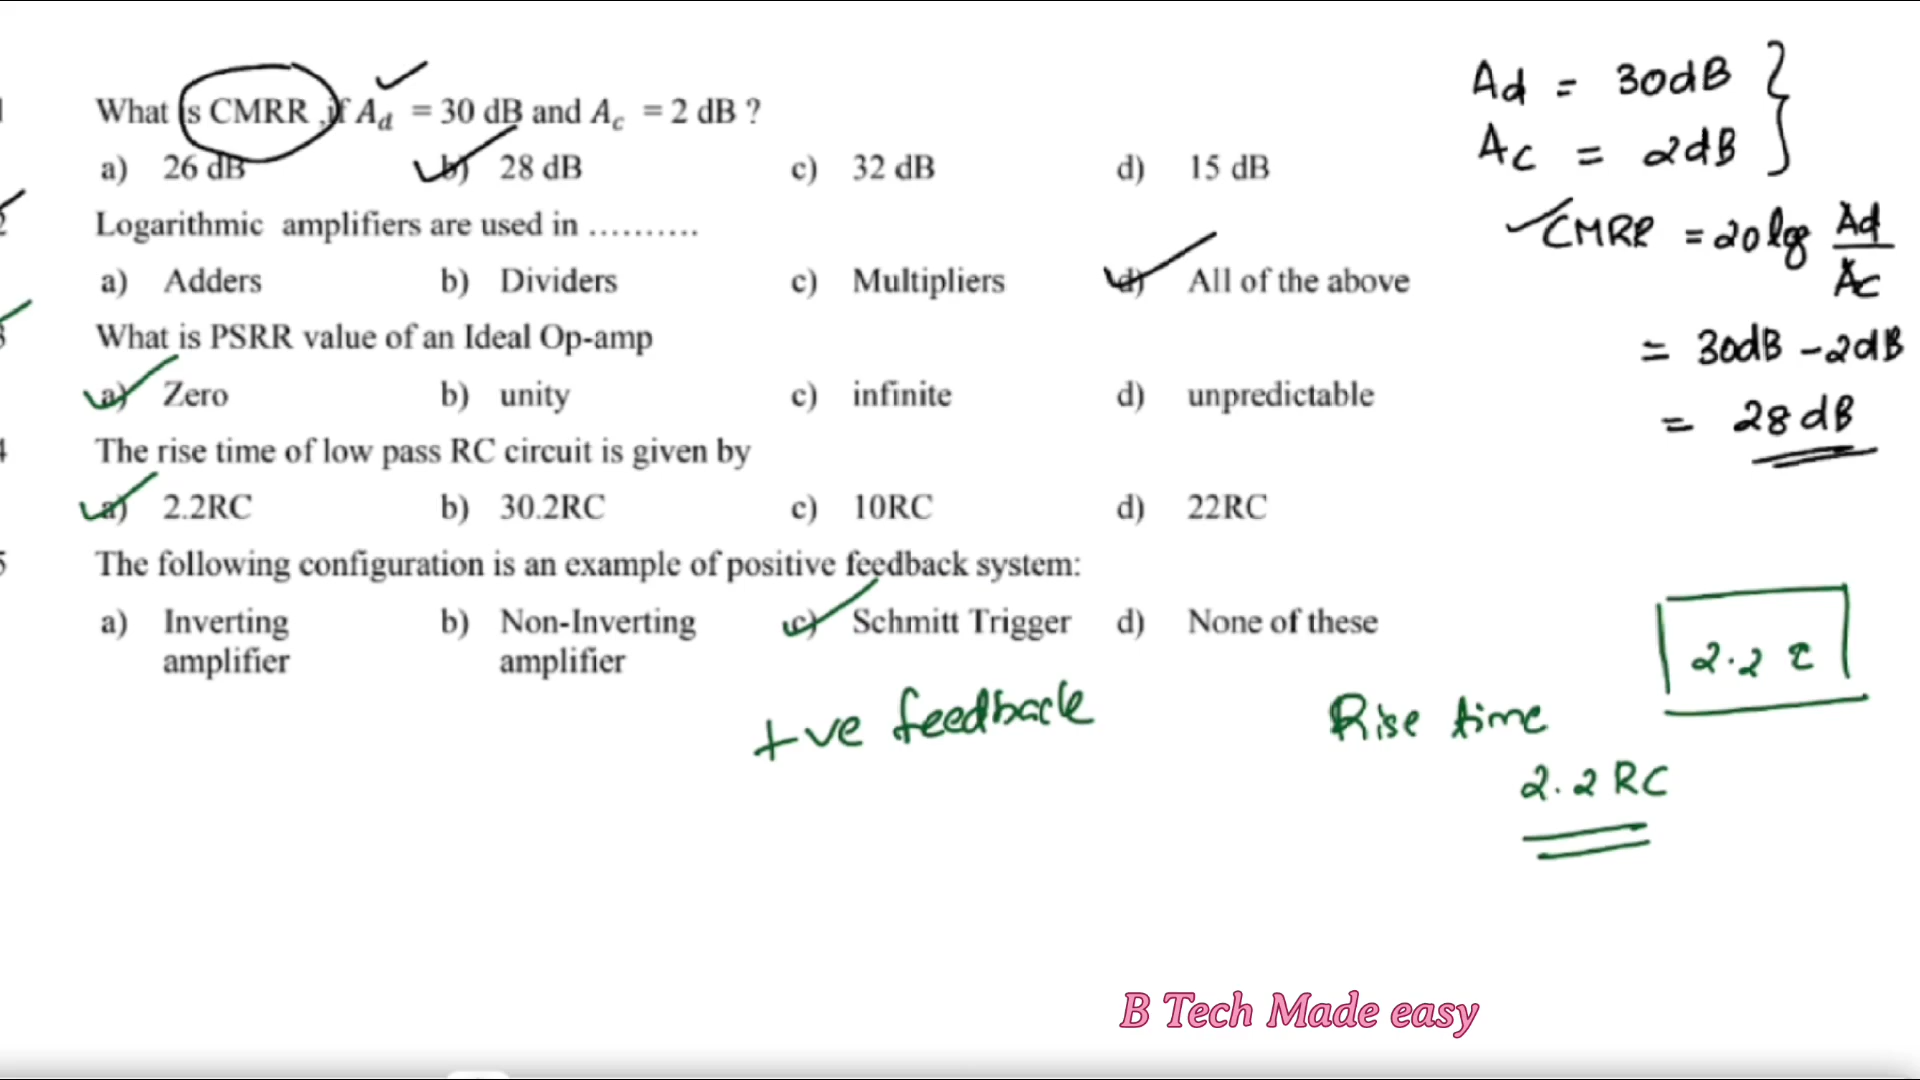 What is CMRR ,if Ad = 30 dB and Ac = 2 dB ?
a) 26 dB b) 28 dB c) 32 dB d) 15 dB
Logarithmic amplifiers are used in ..........
a) Adders b) Dividers c) Multipliers d) All of the above
What is PSRR value of an Ideal Op-amp
a) Zero b) unity c) infinite d) unpredictable
4 The rise time of low pass RC circuit is given by
a) 2.2RC b) 30.2RC c) 10RC d) 22RC
5 The following configuration is an example of positive feedback system:
a) Inverting amplifier b) Non-Inverting amplifier c) Schmitt Trigger d) None of these
Ad = 30dB
Ac = 2dB
CMRR = 20 log Ad
Ac
= 30dB - 2dB
= 28 dB
+ve feedback
Rise time
2.2 RC
2.2 τ
B Tech Made easy